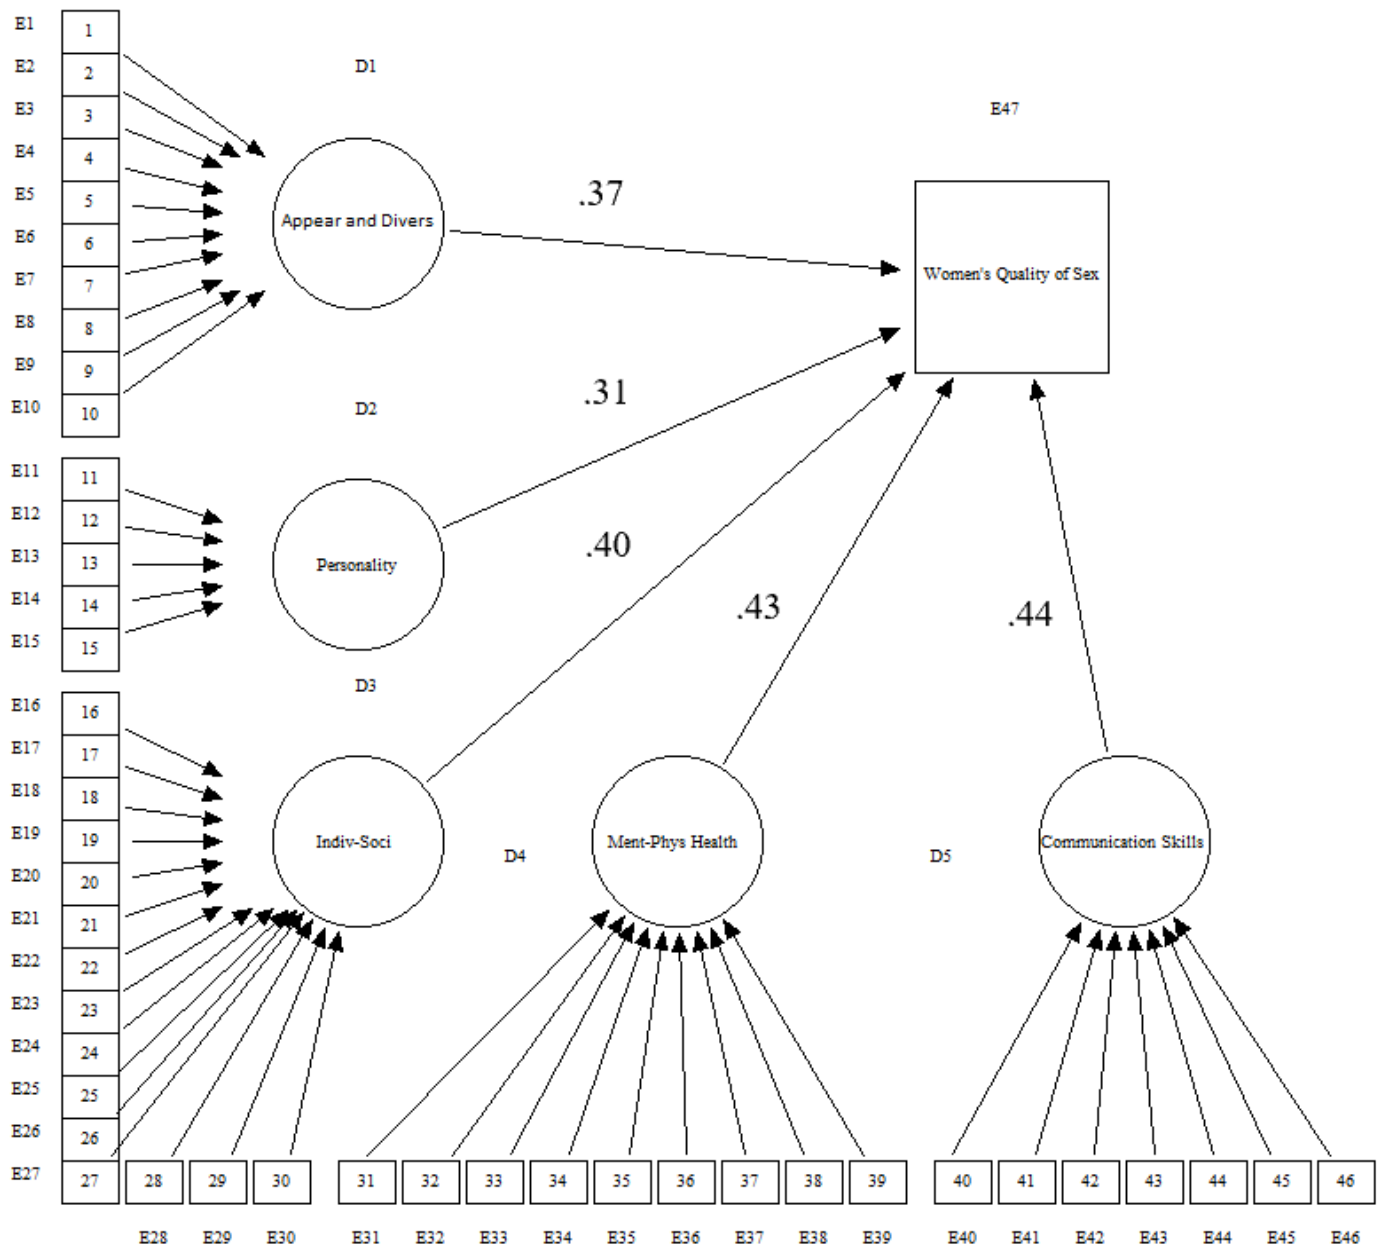 E1 1
E2 2 D1
E3 3 E47
E4 4
E5 5 .37
E6 6 Appear and Divers
E7 7 Women's Quality of Sex
E8 8
E9 9
E10 10 D2 .31
E11 11
E12 12
E13 13 Personality .40
E14 14 .43 .44
E15 15
D3
E16 16
E17 17
E18 18
E19 19 Indiv-Soci Ment-Phys Health Communication Skills
E20 20 D4 D5
E21 21
E22 22
E23 23
E24 24
E25 25
E26 26
E27 27 28 29 30 31 32 33 34 35 36 37 38 39 40 41 42 43 44 45 46
E28 E29 E30 E31 E32 E33 E34 E35 E36 E37 E38 E39 E40 E41 E42 E43 E44 E45 E46